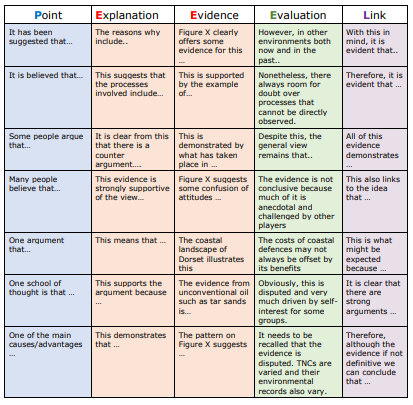 Point Explanation Evidence Evaluation Link
It has been
suggested that…
The reasons why
include..
Figure X clearly
offers some
evidence for this
…
However, in other
environments both
now and in the
past..
With this in
mind, it is
evident that..
It is believed that…
This suggests that
the processes
involved include…
This is supported by
the example
of…
Nonetheless, there
always room for
doubt over
processes that
cannot be directly
observed.
Therefore, it is
evident that …
Some people argue
that…
It is clear from this
that there is a
counter
argument….
This is
demonstrated by
what has taken
place in …
Despite this, the
general view
remains that..
All of this
evidence
demonstrates
…
Many people
believe that…
This evidence is
strongly supportive
of the view…
Figure X suggests
some confusion of
attitudes …
The evidence is not
conclusive because
much of it is
anecdotal and
challenged by other
players
This also links
to the idea
that …
One argument
that…
This means that …
The coastal
landscape of
Dorset illustrates
this
The costs of coastal
defences may not
always be offset by
its benefits
This is what
might be
expected
because …
One school of
thought is that …
This supports the
argument because
…
The evidence from
unconventional oil
such as tar sands
is…
Obviously, this is
disputed and very
much driven by self-
interest for some
groups.
It is clear that
there are
strong
arguments …
One of the main
causes/advantages
…
This demonstrates
that …
The pattern on
Figure X suggests
…
It needs to be
recalled that the
evidence is
disputed. TNCs
are varied and their
environmental
records also vary.
Therefore,
although the
evidence if not
definitive we
can conclude
that …